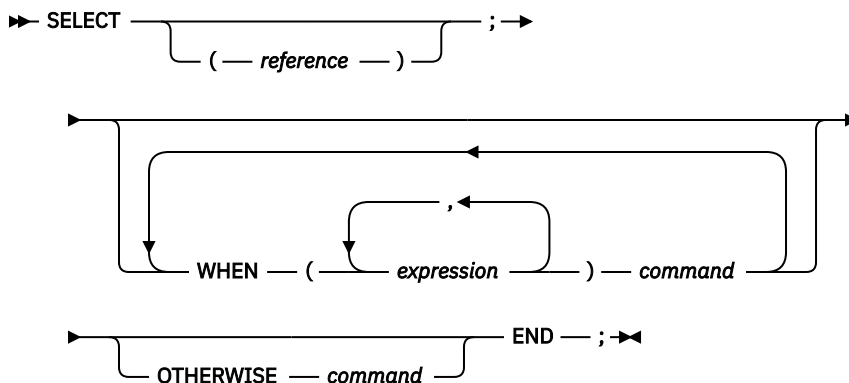 SELECT ;
( reference )
,
WHEN ( expression ) command
END ;
OTHERWISE command